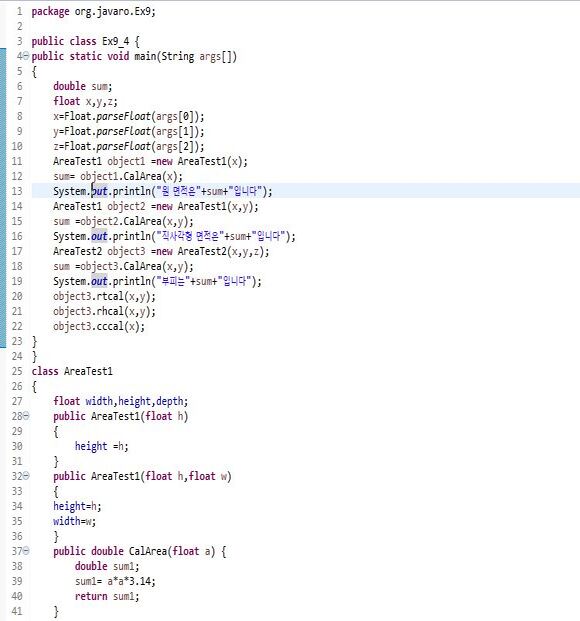 1 package org.javaro.Ex9;
2
3 public class Ex9_4 {
4 public static void main(String args[])
5 {
6 double sum;
7 float x,y,z;
8 x=Float.parseFloat(args[0]);
9 y=Float.parseFloat(args[1]);
10 z=Float.parseFloat(args[2]);
11 AreaTest1 object1 =new AreaTest1(x);
12 sum= object1.CalArea(x);
13 System.out.println("원 면적은"+sum+"입니다");
14 AreaTest1 object2 =new AreaTest1(x,y);
15 sum =object2.CalArea(x,y);
16 System.out.println("직사각형 면적은"+sum+"입니다");
17 AreaTest2 object3 =new AreaTest2(x,y,z);
18 sum =object3.CalArea(x,y);
19 System.out.println("부피는"+sum+"입니다");
20 object3.rtcal(x,y);
21 object3.rhcal(x,y);
22 object3.cccal(x);
23 }
24 }
25 class AreaTest1
26 {
27 float width,height,depth;
28 public AreaTest1(float h)
29 {
30 height =h;
31 }
32 public AreaTest1(float h,float w)
33 {
34 height=h;
35 width=w;
36 }
37 public double CalArea(float a) {
38 double sum1;
39 sum1= a*a*3.14;
40 return sum1;
41 }